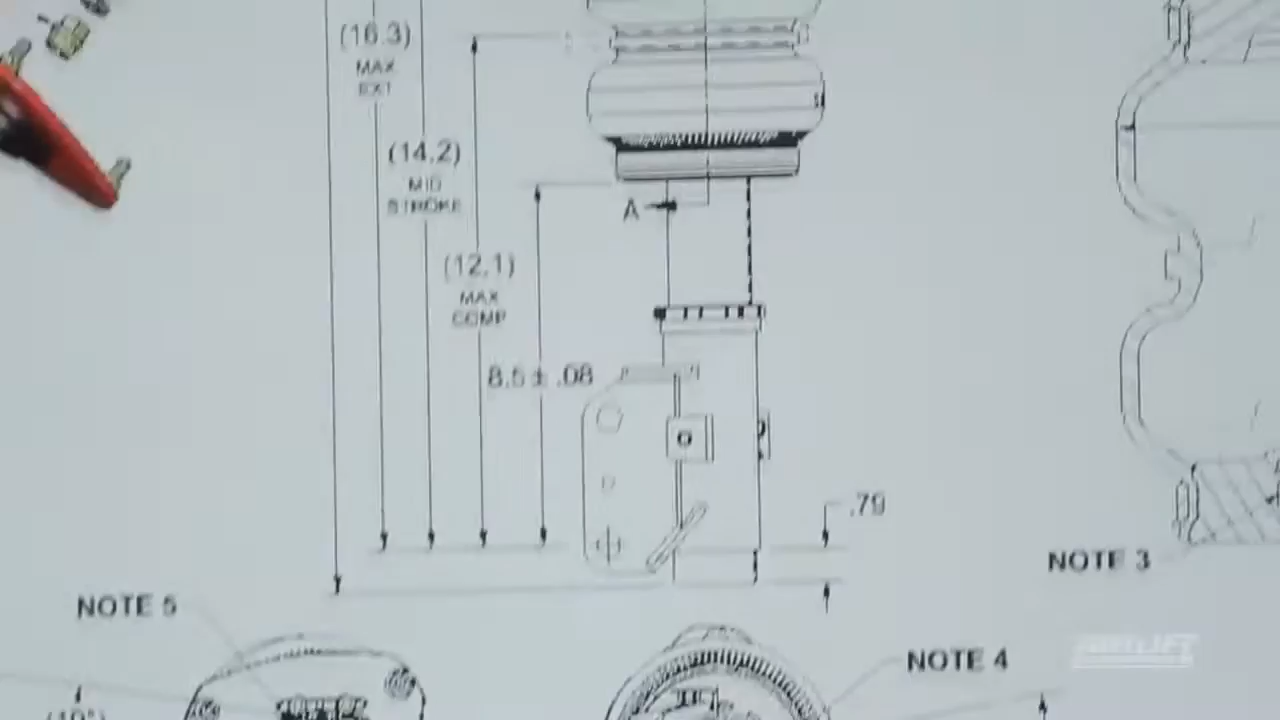 (16.3)
MAX
EXT
(14.2)
MID
STROKE
A
(12.1)
MAX
COMP
8.5 ± .08
.79
NOTE 3
NOTE 5
NOTE 4